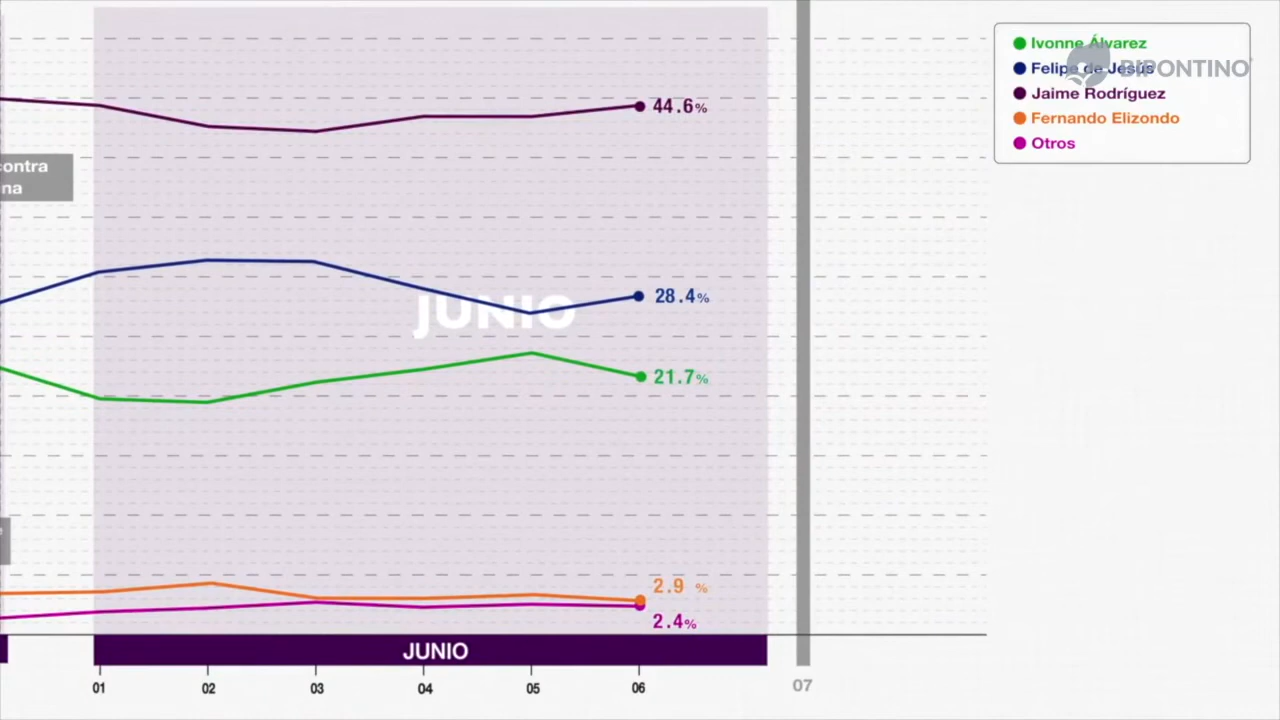 Ivonne Álvarez
Felipe de Jesús
BIPONTINO
Jaime Rodríguez
Fernando Elizondo
Otros
44.6%
contra
na
28.4%
JUNIO
21.7%
2.9 %
2.4%
JUNIO
01 02 03 04 05 06 07